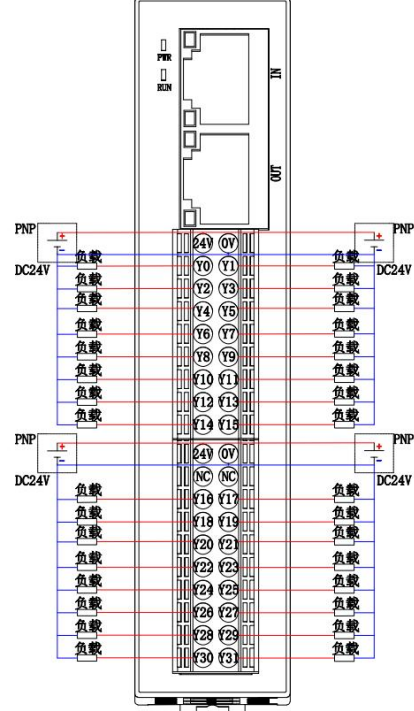 PWR
RUN
IN
OUT
PNP + - DC24V 24V 0V PNP + - DC24V
负载 Y0 Y1 负载
负载 Y2 Y3 负载
负载 Y4 Y5 负载
负载 Y6 Y7 负载
负载 Y8 Y9 负载
负载 Y10 Y11 负载
负载 Y12 Y13 负载
负载 Y14 Y15 负载
PNP + - DC24V 24V 0V PNP + - DC24V
NC NC
负载 Y16 Y17 负载
负载 Y18 Y19 负载
负载 Y20 Y21 负载
负载 Y22 Y23 负载
负载 Y24 Y25 负载
负载 Y26 Y27 负载
负载 Y28 Y29 负载
负载 Y30 Y31 负载